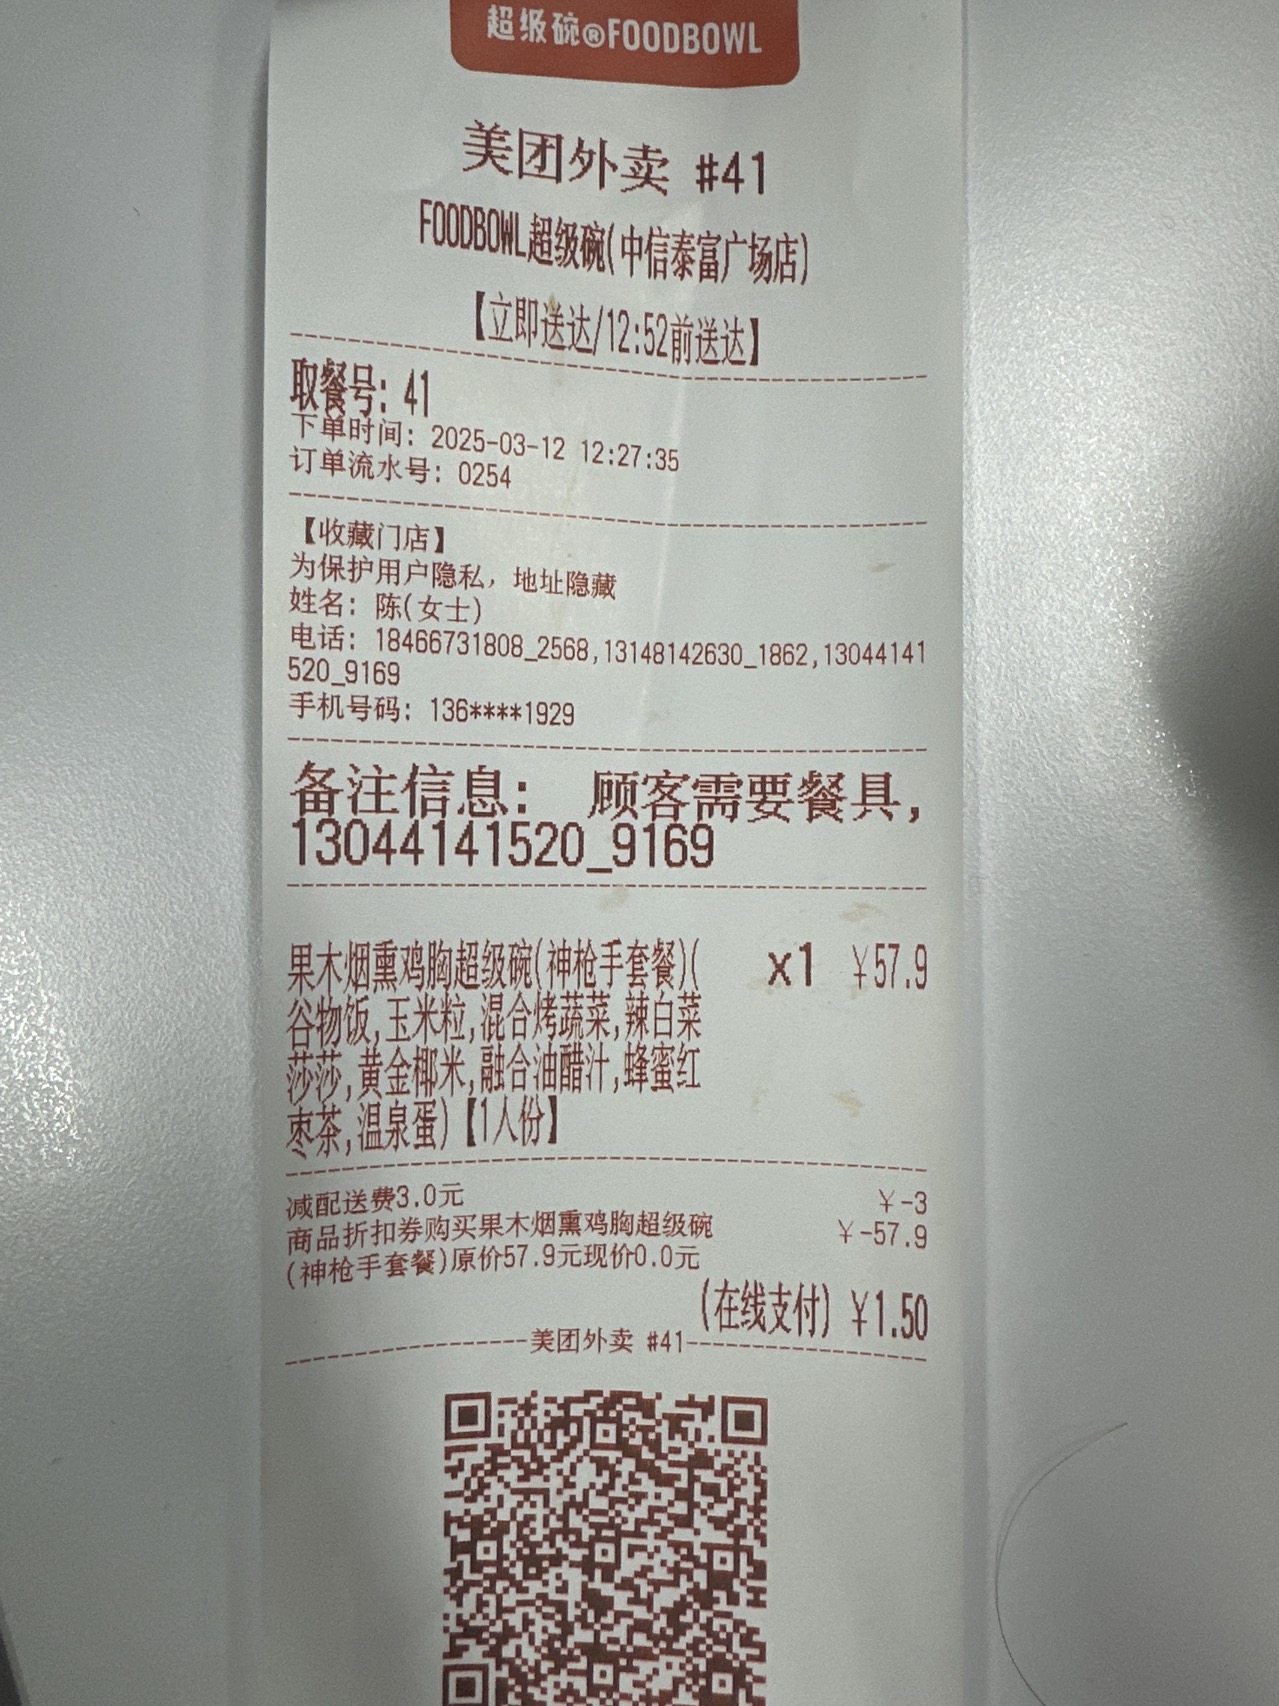 超级碗®FOODBOWL
美团外卖 #41
FOODBOWL超级碗(中信泰富广场店)
【立即送达/12:52前送达】
取餐号: 41
下单时间: 2025-03-12 12:27:35
订单流水号: 0254
【收藏门店】
为保护用户隐私, 地址隐藏
姓名: 陈(女士)
电话: 18466731808_2568,13148142630_1862,13044141
520_9169
手机号码: 136****1929
备注信息: 顾客需要餐具,
13044141520_9169
果木烟熏鸡胸超级碗(神枪手套餐)( x1 ￥57.9
谷物饭,玉米粒,混合烤蔬菜,辣白菜
莎莎,黄金椰米,融合油醋汁,蜂蜜红
枣茶,温泉蛋)【1人份】
减配送费3.0元 ￥-3
商品折扣券购买果木烟熏鸡胸超级碗 ￥-57.9
(神枪手套餐)原价57.9元现价0.0元
(在线支付) ￥1.50
美团外卖 #41